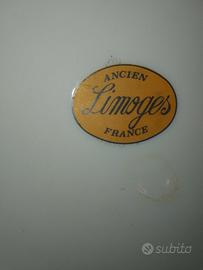 ANCIEN
Limoges
FRANCE
subito